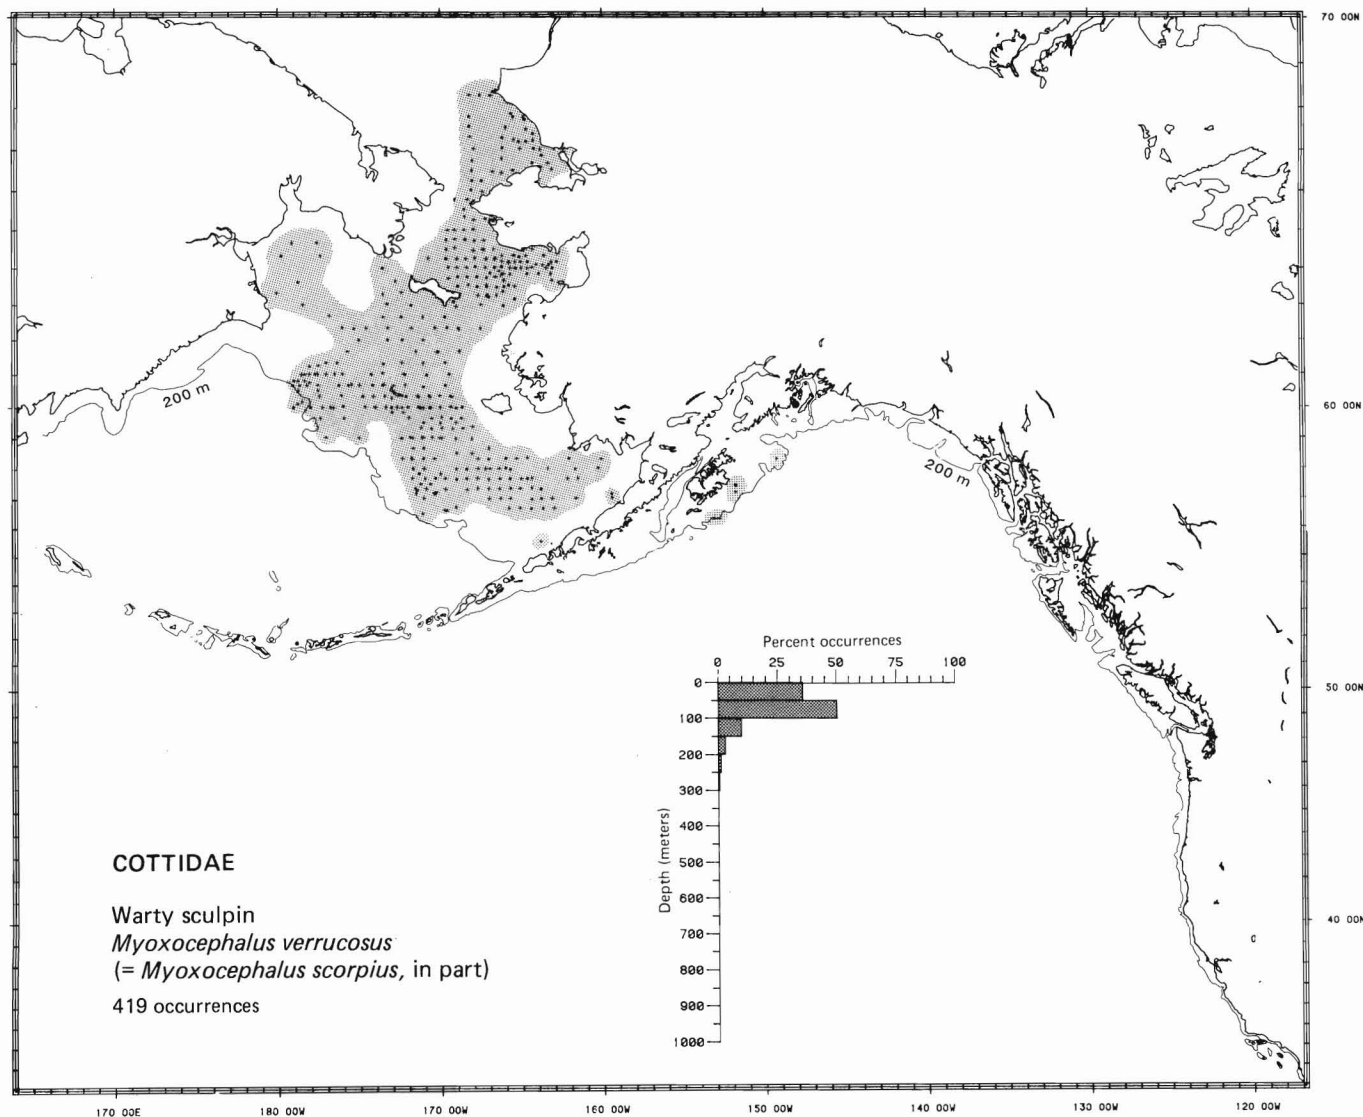 70 00N
200 m
60 00N
200 m
Percent occurrences
0 25 50 75 100
0
50 00N
100
200
300
400
500
600
700
800
900
1000
Depth (meters)
40 00N
COTTIDAE
Warty sculpin
Myoxocephalus verrucosus
(= Myoxocephalus scorpius, in part)
419 occurrences
170 00E 180 00W 170 00W 160 00W 150 00W 140 00W 130 00W 120 00W